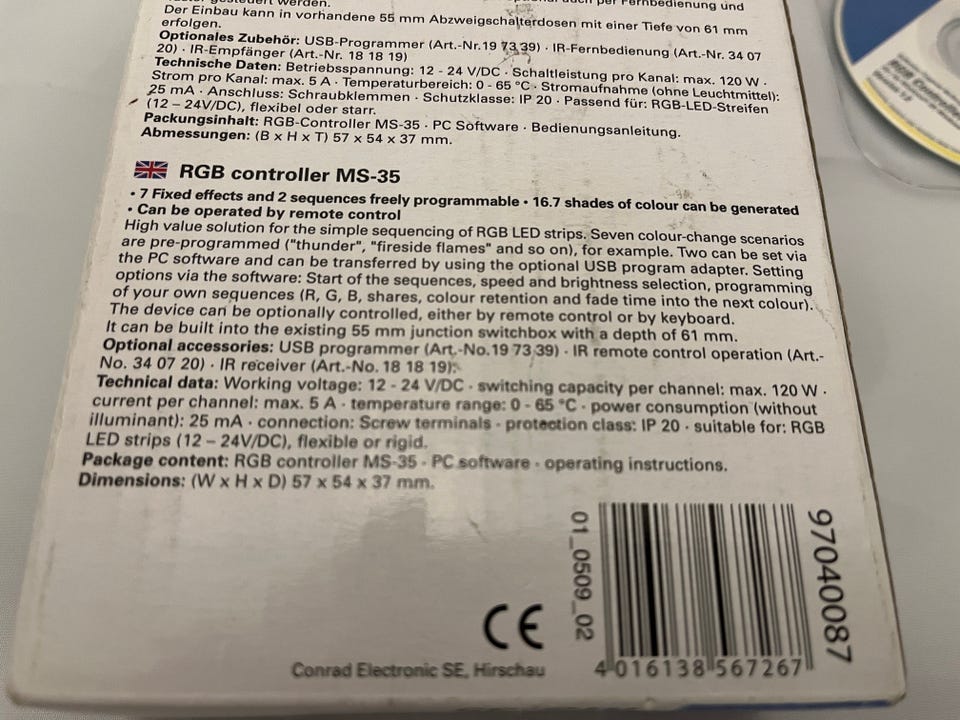 gesteuert werden.
auch per Fernbedienung und
Der Einbau kann in vorhandene 55 mm Abzweigschalterdosen mit einer Tiefe von 61 mm
erfolgen.
Optionales Zubehör: USB-Programmer (Art.-Nr.19 73 39) · IR-Fernbedienung (Art.-Nr. 34 07
20) · IR-Empfänger (Art.-Nr. 18 18 19)
Technische Daten: Betriebsspannung: 12 - 24 V/DC · Schaltleistung pro Kanal: max. 120 W ·
Strom pro Kanal: max. 5 A · Temperaturbereich: 0 - 65 °C · Stromaufnahme (ohne Leuchtmittel):
25 mA · Anschluss: Schraubklemmen · Schutzklasse: IP 20 · Passend für: RGB-LED-Streifen
(12 – 24V/DC), flexibel oder starr.
Packungsinhalt: RGB-Controller MS-35 · PC Software · Bedienungsanleitung.
Abmessungen: (B x H x T) 57 x 54 x 37 mm.
RGB controller MS-35
• 7 Fixed effects and 2 sequences freely programmable • 16.7 shades of colour can be generated
• Can be operated by remote control
High value solution for the simple sequencing of RGB LED strips. Seven colour-change scenarios
are pre-programmed ("thunder", "fireside flames" and so on), for example. Two can be set via
the PC software and can be transferred by using the optional USB program adapter. Setting
options via the software: Start of the sequences, speed and brightness selection, programming
of your own sequences (R, G, B, shares, colour retention and fade time into the next colour).
The device can be optionally controlled, either by remote control or by keyboard.
It can be built into the existing 55 mm junction switchbox with a depth of 61 mm.
Optional accessories: USB programmer (Art.-No.19 73 39) · IR remote control operation (Art.-
No. 34 07 20) · IR receiver (Art.-No. 18 18 19).
Technical data: Working voltage: 12 - 24 V/DC · switching capacity per channel: max. 120 W ·
current per channel: max. 5 A · temperature range: 0 - 65 °C · power consumption (without
illuminant): 25 mA · connection: Screw terminals · protection class: IP 20 · suitable for: RGB
LED strips (12 – 24V/DC), flexible or rigid.
Package content: RGB controller MS-35 · PC software · operating instructions.
Dimensions: (W x H x D) 57 x 54 x 37 mm.
01_0509_02
97040087
CE
Conrad Electronic SE, Hirschau
4 016138 567267
RGB Controller